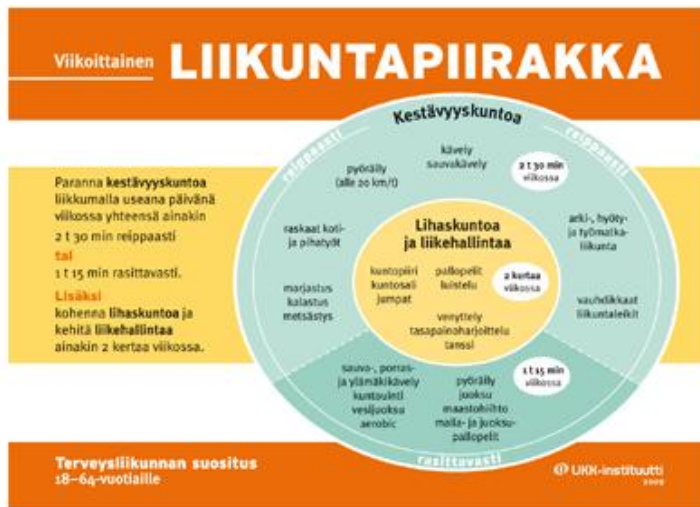 Viikoittainen LIIKUNTAPIIRAKKA
Paranna kestävyyskuntoa
liikkumalla useana päivänä
viikossa yhteensä ainakin
2 t 30 min reippaasti
tai
1 t 15 min rasittavasti.
Lisäksi
kohenna lihaskuntoa ja
kehitä liikehallintaa
ainakin 2 kertaa viikossa.
Kestävyyskuntoa
reippaasti
reippaasti
kävely
sauvakävely
2 t 30 min
viikossa
pyöräily
(alle 20 km/t)
raskaat koti-
ja pihatyöt
arki-, hyöty-
ja työmatka-
liikunta
marjastus
kalastus
metsästys
vauhdikkaat
liikuntaleikit
Lihaskuntoa
ja liikehallintaa
kuntopiiri
kuntosali
jumpat
pallopelit
luistelu
2 kertaa
viikossa
venyttely
tasapainoharjoittelu
tanssi
sauva-, porras-
ja ylämäkikävely
kuntouinti
vesijuoksu
aerobic
pyöräily
juoksu
maastohiihto
maila- ja juoksu-
pallopelit
1 t 15 min
viikossa
rasittavasti
Terveysliikunnan suositus
18–64-vuotiaille
UKK-instituutti
2009